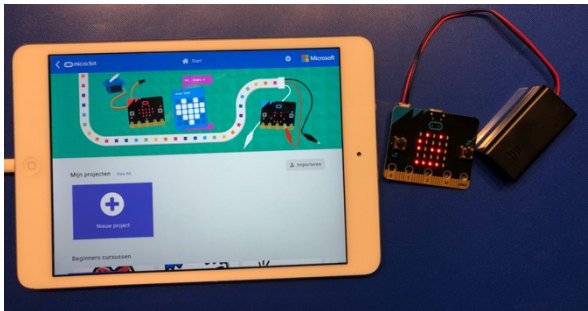 micro:bit
Start
Microsoft
Importeren
Mijn projecten
View All
Nieuw project
Beginners cursussen